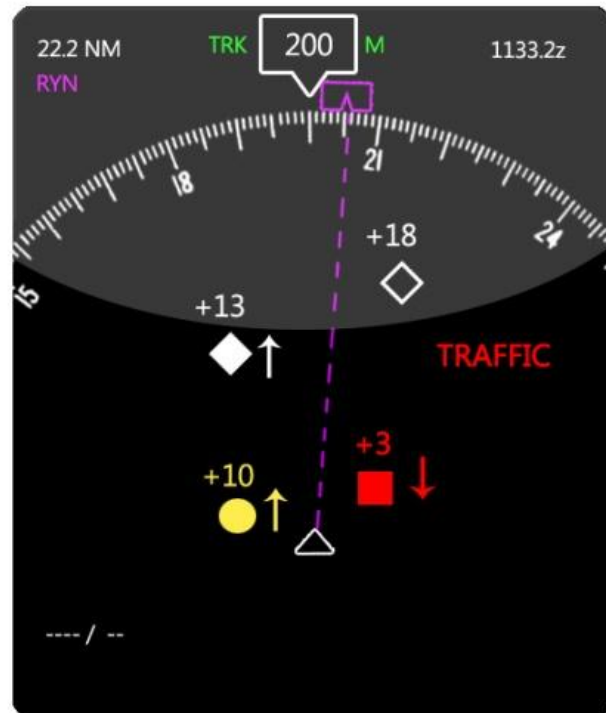 22.2 NM TRK 200 M 1133.2z
RYN
15 18 21 24
+18
+13
TRAFFIC
+3
+10
---- / --